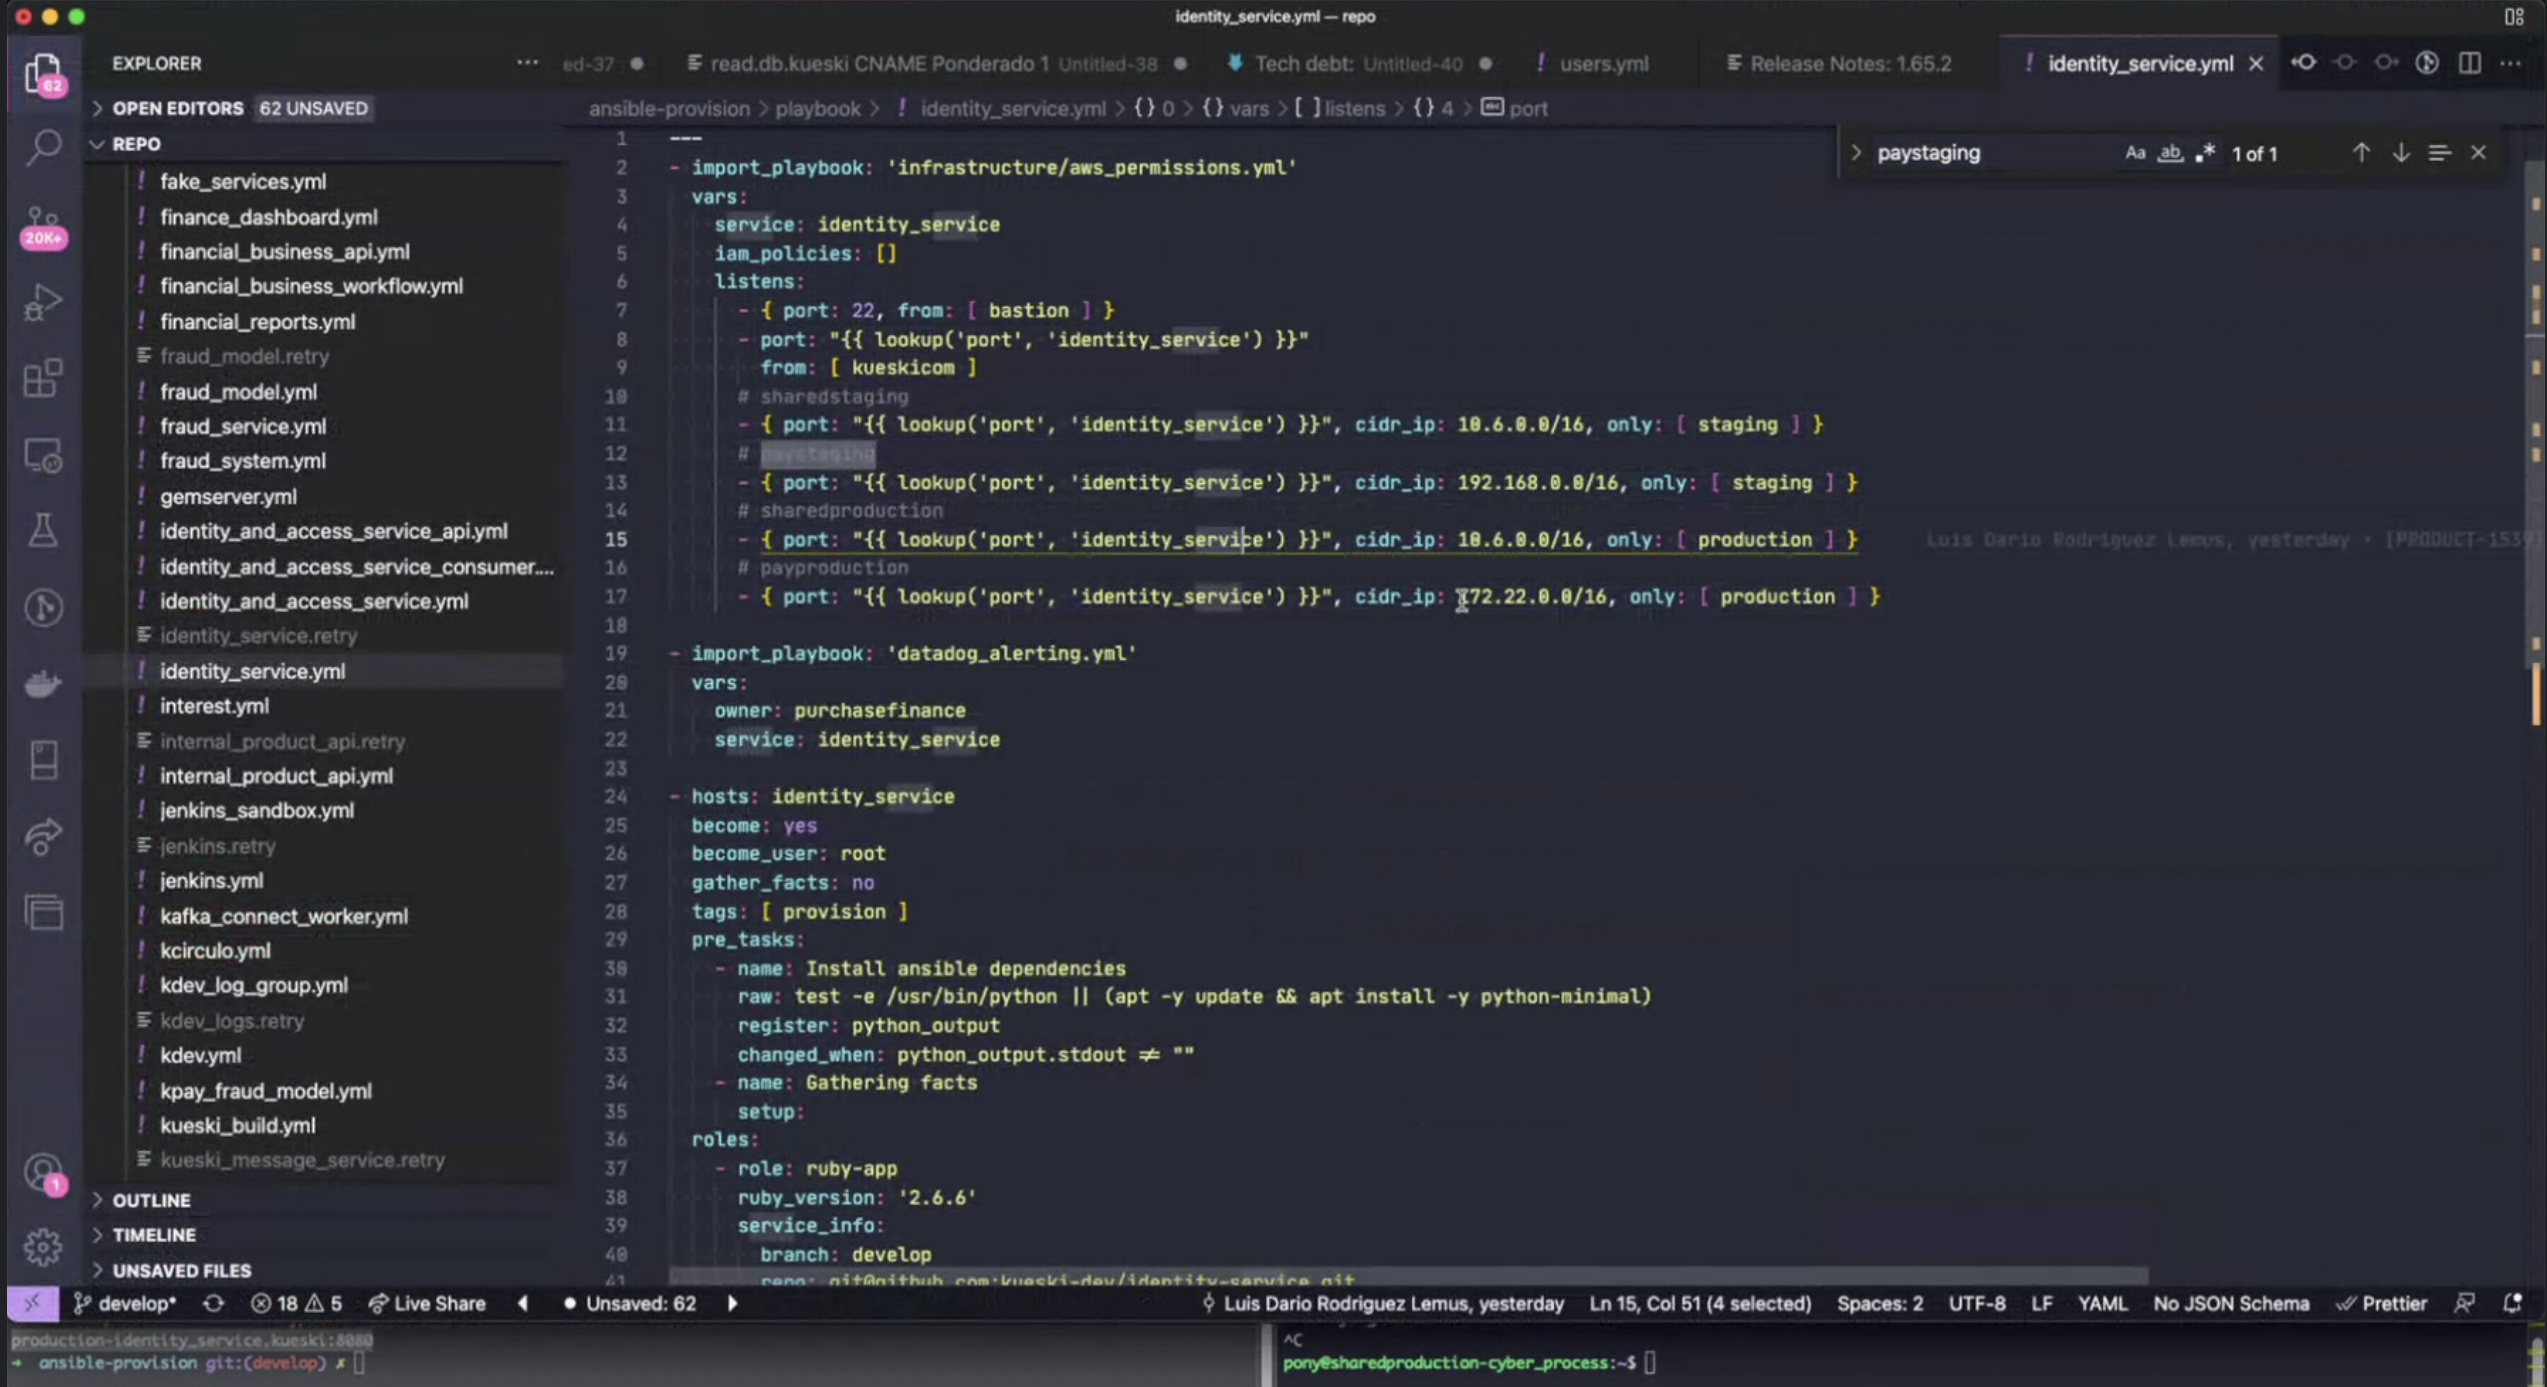 identity_service.yml — repo
EXPLORER
ed-37
read.db.kueski CNAME Ponderado 1 Untitled-38
Tech debt: Untitled-40
! users.yml
Release Notes: 1.65.2
! identity_service.yml
62
OPEN EDITORS 62 UNSAVED
ansible-provision > playbook > ! identity_service.yml > {} 0 > {} vars > [ ] listens > {} 4 > port
REPO
paystaging
Aa ab 1 of 1
20K+
! fake_services.yml
! finance_dashboard.yml
! financial_business_api.yml
! financial_business_workflow.yml
! financial_reports.yml
fraud_model.retry
! fraud_model.yml
! fraud_service.yml
! fraud_system.yml
! gemserver.yml
! identity_and_access_service_api.yml
! identity_and_access_service_consumer....
! identity_and_access_service.yml
identity_service.retry
! identity_service.yml
! interest.yml
internal_product_api.retry
! internal_product_api.yml
! jenkins_sandbox.yml
jenkins.retry
! jenkins.yml
! kafka_connect_worker.yml
! kcirculo.yml
! kdev_log_group.yml
kdev_logs.retry
! kdev.yml
! kpay_fraud_model.yml
! kueski_build.yml
kueski_message_service.retry
1
OUTLINE
TIMELINE
UNSAVED FILES
1 ---
2 - import_playbook: 'infrastructure/aws_permissions.yml'
3 vars:
4 service: identity_service
5 iam_policies: []
6 listens:
7 - { port: 22, from: [ bastion ] }
8 - port: "{{ lookup('port', 'identity_service') }}"
9 from: [ kueskicom ]
10 # sharedstaging
11 - { port: "{{ lookup('port', 'identity_service') }}", cidr_ip: 10.6.0.0/16, only: [ staging ] }
12 # paystaging
13 - { port: "{{ lookup('port', 'identity_service') }}", cidr_ip: 192.168.0.0/16, only: [ staging ] }
14 # sharedproduction
15 - { port: "{{ lookup('port', 'identity_service') }}", cidr_ip: 10.6.0.0/16, only: [ production ] } Luis Dario Rodriguez Lemus, yesterday • [PRODUCT-1539
16 # payproduction
17 - { port: "{{ lookup('port', 'identity_service') }}", cidr_ip: 172.22.0.0/16, only: [ production ] }
18
19 - import_playbook: 'datadog_alerting.yml'
20 vars:
21 owner: purchasefinance
22 service: identity_service
23
24 - hosts: identity_service
25 become: yes
26 become_user: root
27 gather_facts: no
28 tags: [ provision ]
29 pre_tasks:
30 - name: Install ansible dependencies
31 raw: test -e /usr/bin/python || (apt -y update && apt install -y python-minimal)
32 register: python_output
33 changed_when: python_output.stdout != ""
34 - name: Gathering facts
35 setup:
36 roles:
37 - role: ruby-app
38 ruby_version: '2.6.6'
39 service_info:
40 branch: develop
41 repo: git@github.com:kueski-dev/identity-service.git
develop* 18 5 Live Share Unsaved: 62 Luis Dario Rodriguez Lemus, yesterday Ln 15, Col 51 (4 selected) Spaces: 2 UTF-8 LF YAML No JSON Schema Prettier
production-identity_service.kueski:8080
ansible-provision git:(develop) ✗
^C
pony@sharedproduction-cyber_process:~$